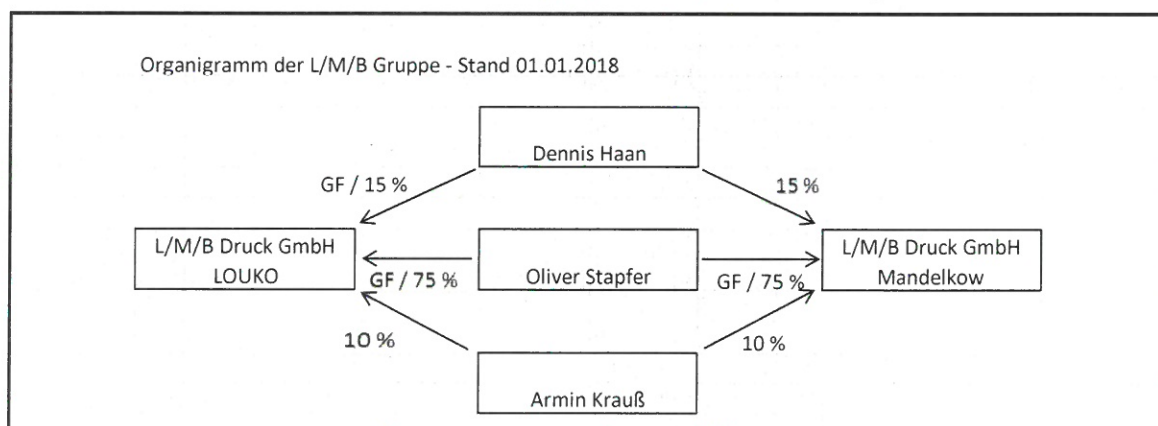 Organigramm der L/M/B Gruppe - Stand 01.01.2018
Dennis Haan
GF / 15 %
15 %
L/M/B Druck GmbH
LOUKO
GF / 75 %
Oliver Stapfer
GF / 75 %
L/M/B Druck GmbH
Mandelkow
10 %
10 %
Armin Krauß